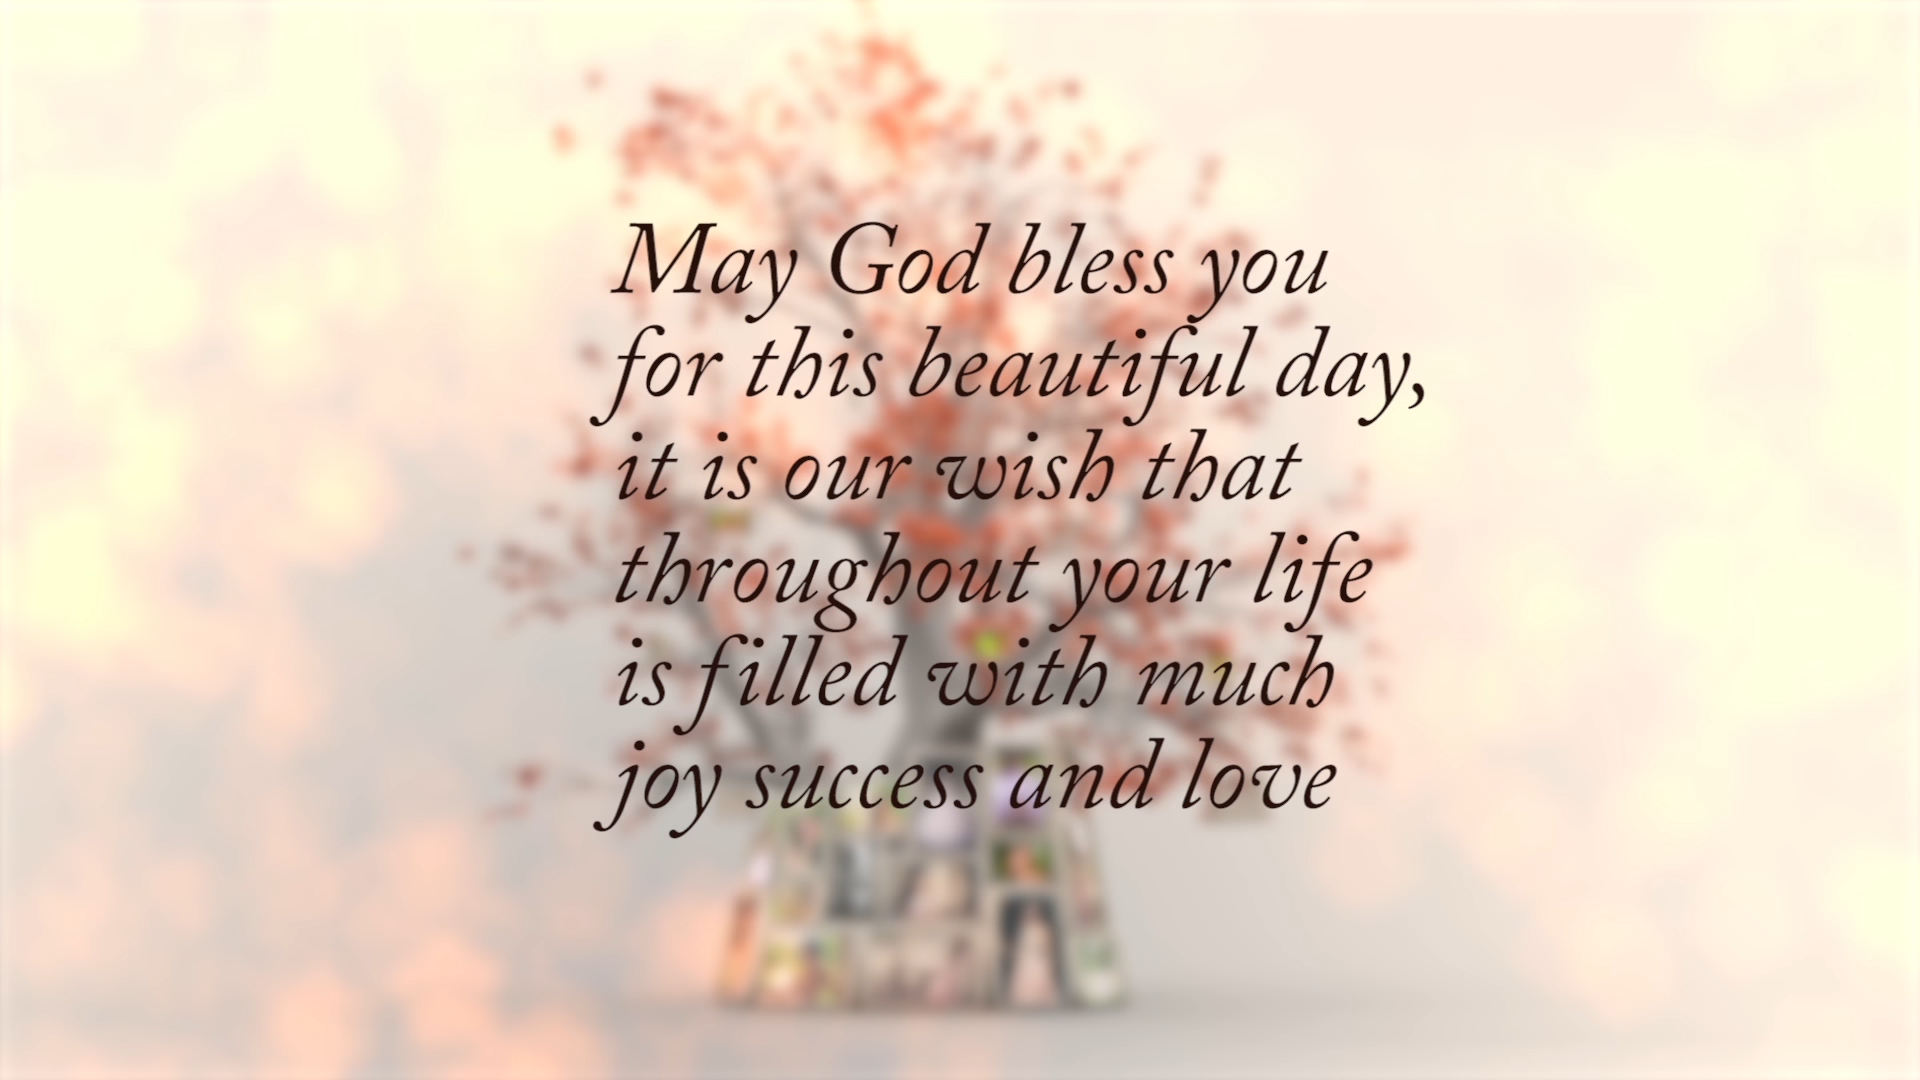 May God bless you
for this beautiful day,
it is our wish that
throughout your life
is filled with much
joy success and love